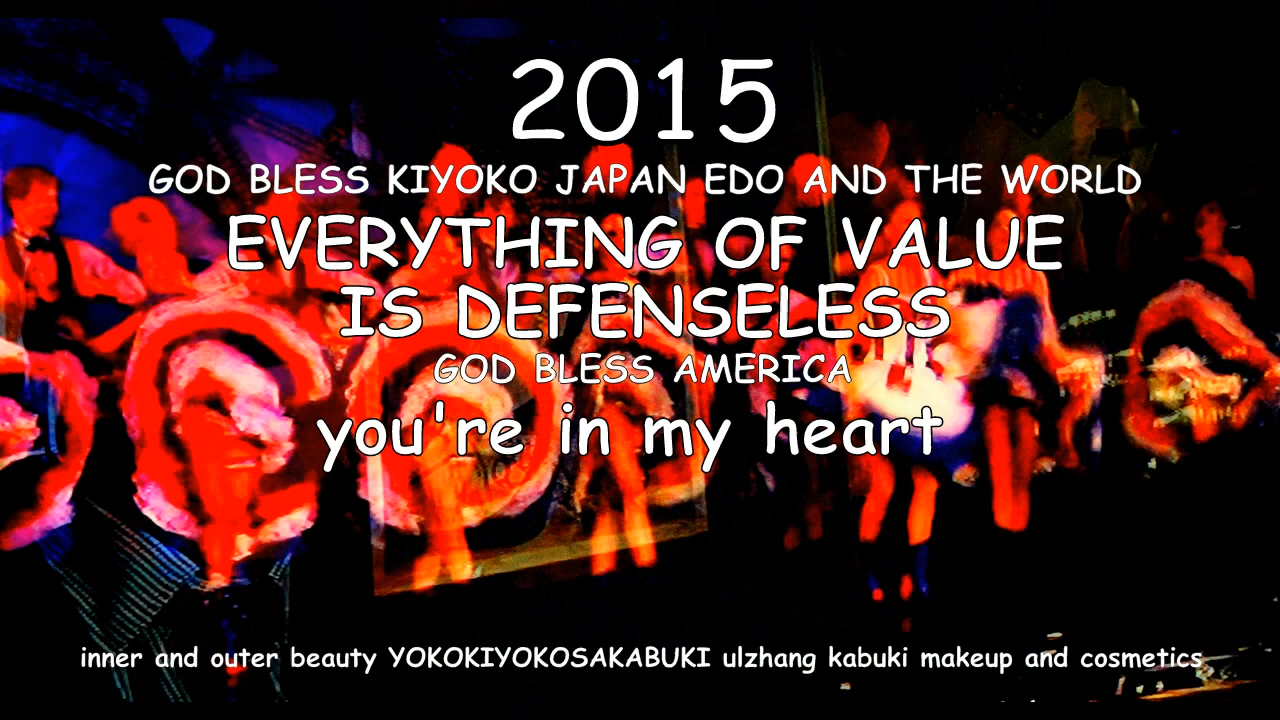 2015
GOD BLESS KIYOKO JAPAN EDO AND THE WORLD
EVERYTHING OF VALUE
IS DEFENSELESS
GOD BLESS AMERICA
you're in my heart
inner and outer beauty YOKOKIYOKOSAKABUKI ulzhang kabuki makeup and cosmetics